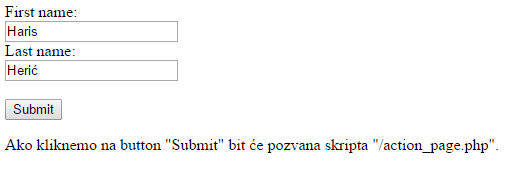 First name:
Haris
Last name:
Herić
Submit
Ako kliknemo na button "Submit" bit će pozvana skripta "/action_page.php".